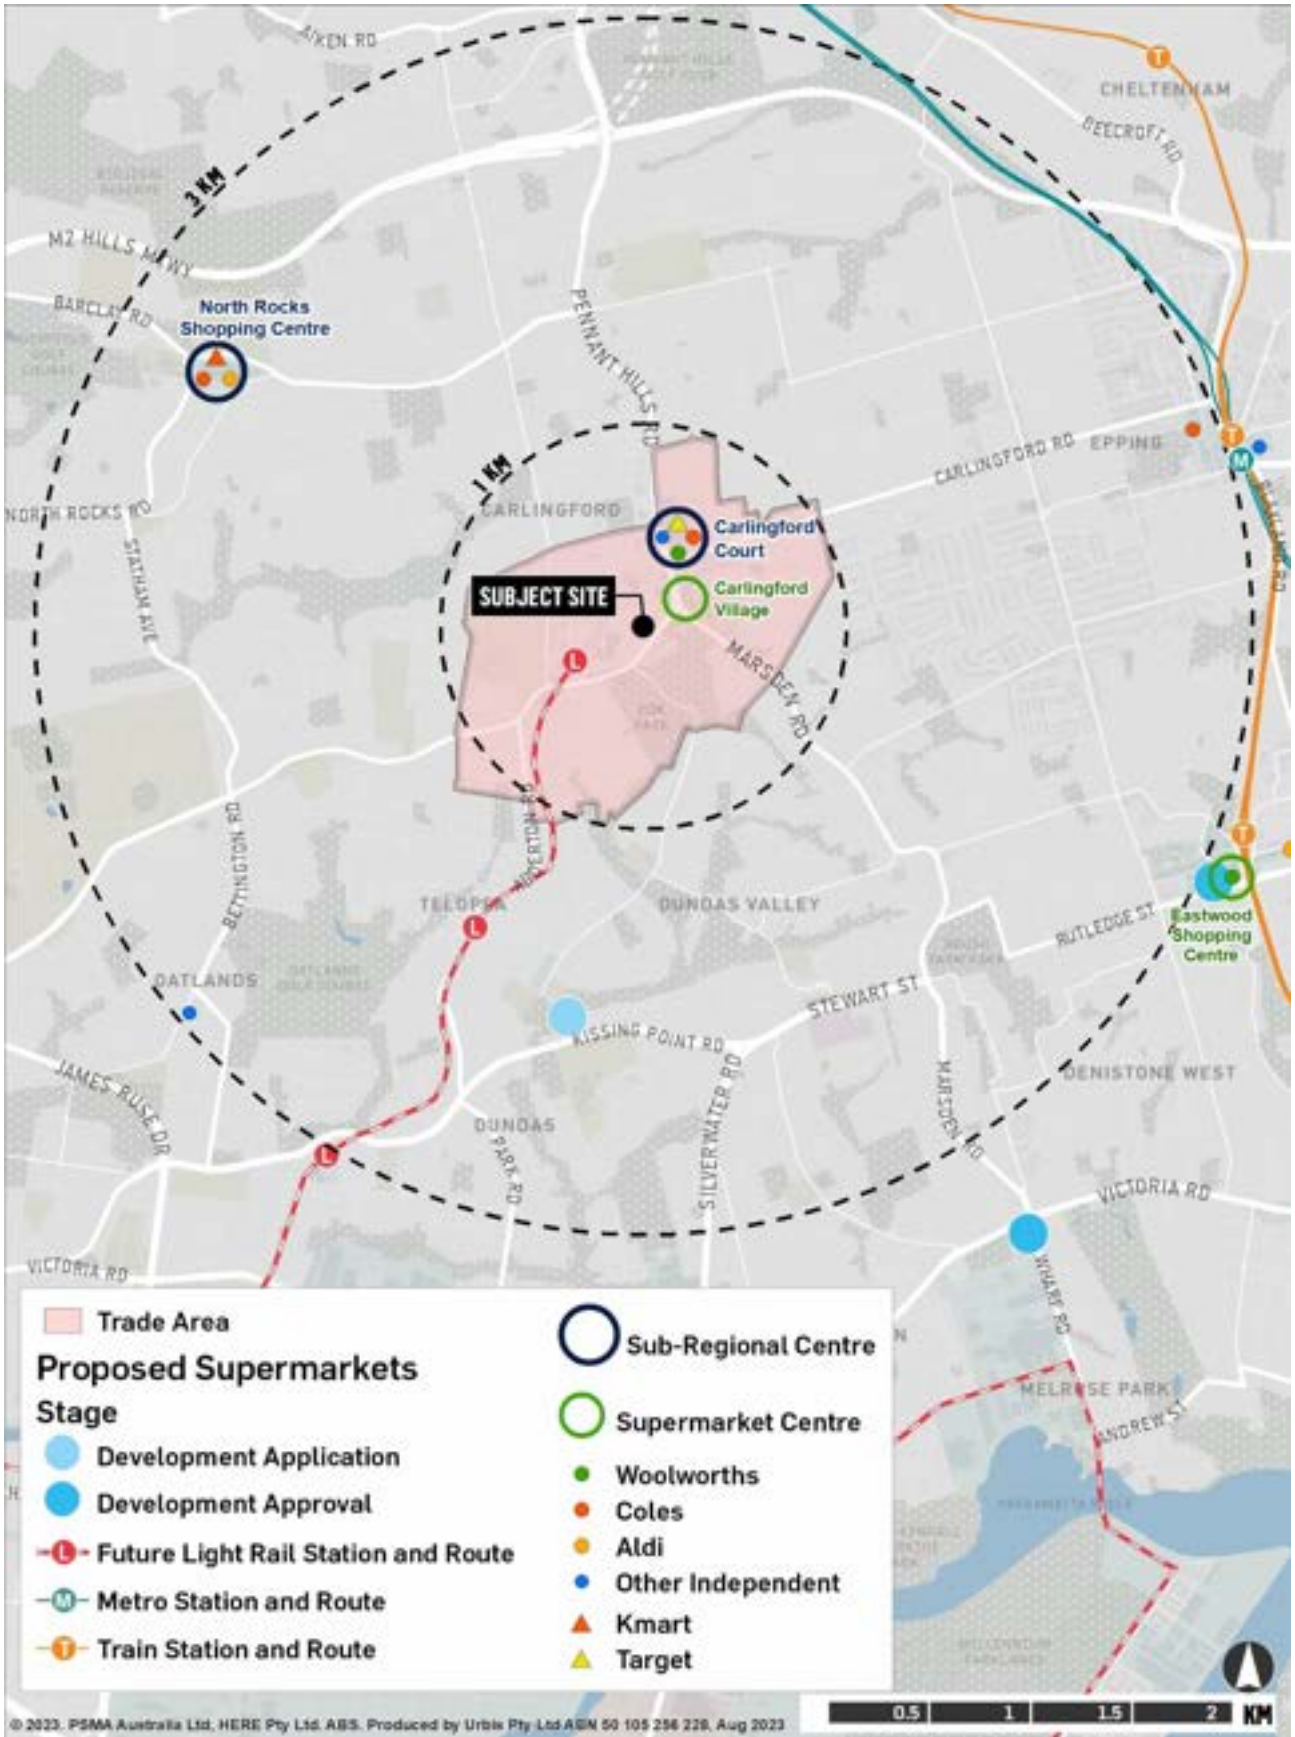 AIKEN RD
CHELTENHAM
BEECROFT RD
3 KM
M2 HILLS MTWY
BARCLAY RD
North Rocks
Shopping Centre
PENNANT HILLS RD
CARLINGFORD RD
EPPING
1 KM
CARLINGFORD
NORTH ROCKS RD
STATHAM AVE
Carlingford
Court
SUBJECT SITE
Carlingford
Village
MARSDEN RD
L
T
M
BETTINGTON RD
ADDERTON RD
TELOPEA
DUNDAS VALLEY
RUTLEDGE ST
Eastwood
Shopping
Centre
OATLANDS
STEWART ST
KISSING POINT RD
JAMES RUSE DR
DUNDAS
PARK RD
SILVERWATER RD
MARSDEN RD
DENISTONE WEST
VICTORIA RD
VICTORIA RD
WHARF RD
MELROSE PARK
ANDREW ST
Trade Area
Proposed Supermarkets
Stage
Development Application
Development Approval
L Future Light Rail Station and Route
M Metro Station and Route
T Train Station and Route
Sub-Regional Centre
Supermarket Centre
Woolworths
Coles
Aldi
Other Independent
Kmart
Target
0.5 1 1.5 2 KM
© 2023. PSMA Australia Ltd, HERE Pty Ltd. ABS. Produced by Urbis Pty Ltd ABN 50 105 256 228, Aug 2023